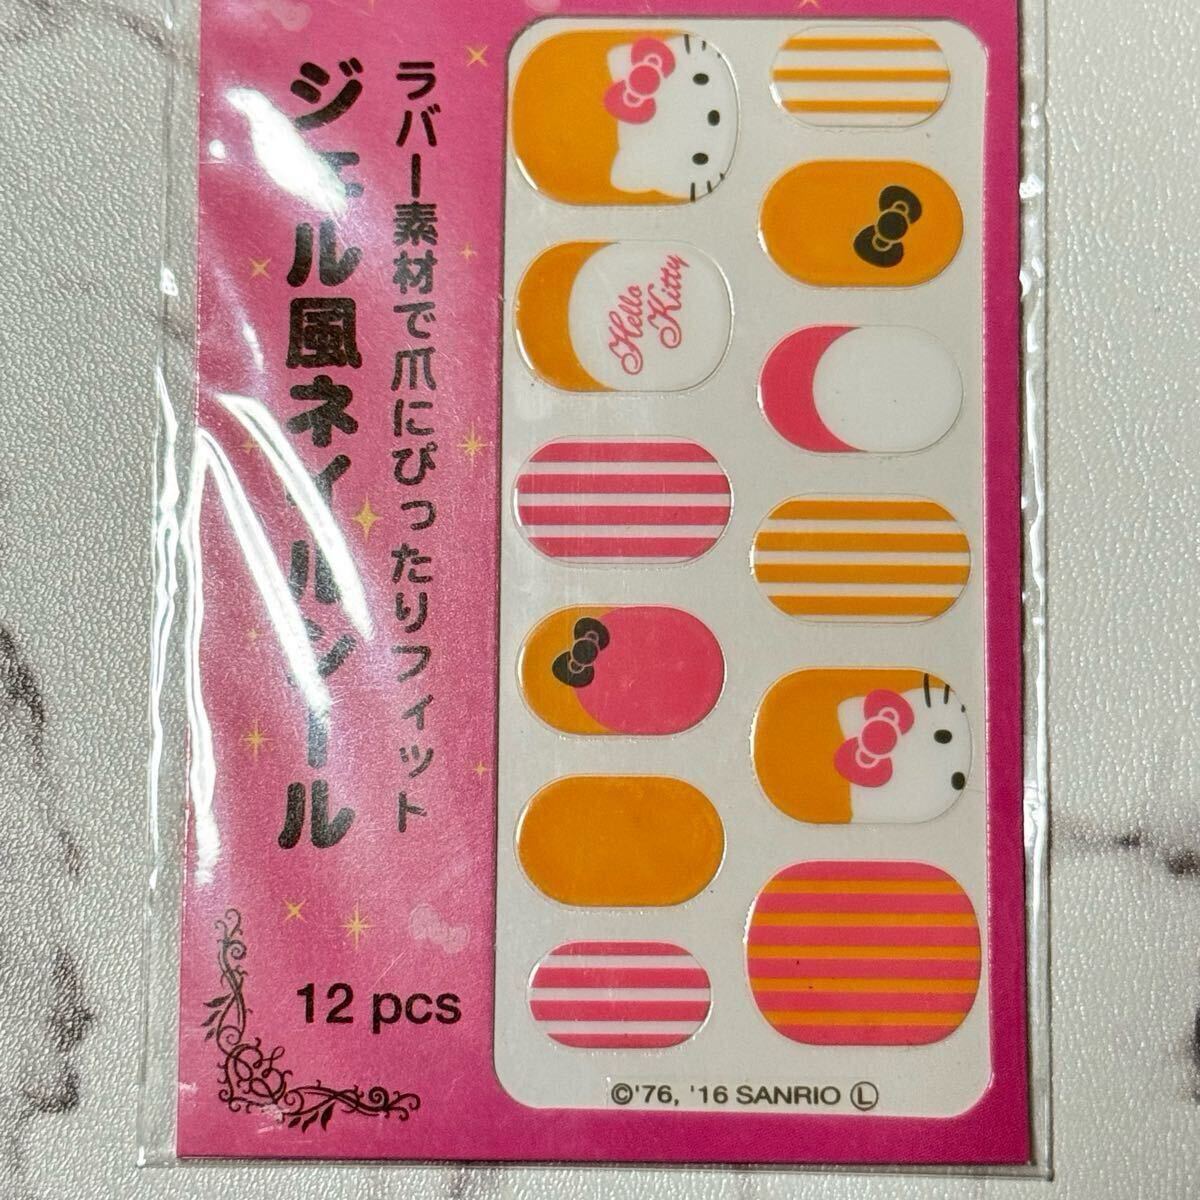 ラバー素材で爪にぴったりフィット
ジェル風ネイルシール
Hello
Kitty
12 pcs
©'76, '16 SANRIO Ⓛ